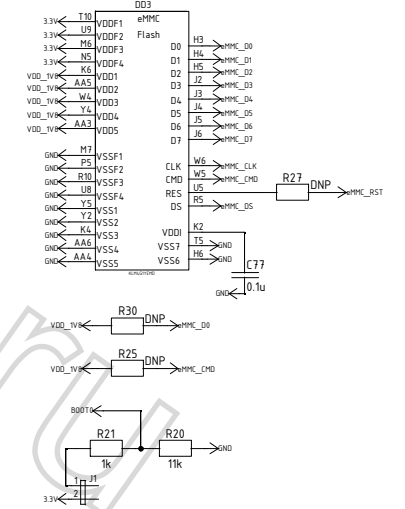 DD3
eMMC
Flash
3.3V T10 VDDF1
3.3V U9 VDDF2
3.3V M6 VDDF3
3.3V N5 VDDF4
VDD_1V8 K6 VDD1
VDD_1V8 AA5 VDD2
VDD_1V8 W4 VDD3
VDD_1V8 Y4 VDD4
VDD_1V8 AA3 VDD5
D0 H3 eMMC_D0
D1 H4 eMMC_D1
D2 H5 eMMC_D2
D3 J2 eMMC_D3
D4 J3 eMMC_D4
D5 J4 eMMC_D5
D6 J5 eMMC_D6
D7 J6 eMMC_D7
GND M7 VSSF1
GND P5 VSSF2
GND R10 VSSF3
GND U8 VSSF4
GND Y5 VSS1
GND Y2 VSS2
GND K4 VSS3
GND AA6 VSS4
GND AA4 VSS5
CLK W6 eMMC_CLK
CMD W5 eMMC_CMD
RES U5 R27 DNP eMMC_RST
DS R5 eMMC_DS
VDDI K2
VSS7 T5 GND
VSS6 H6 GND
C77
0.1u
GND
R30
VDD_1V8 DNP eMMC_D0
R25
VDD_1V8 DNP eMMC_CMD
BOOT0
R21 R20
GND
1k 11k
J1
1
3.3V 2
ru